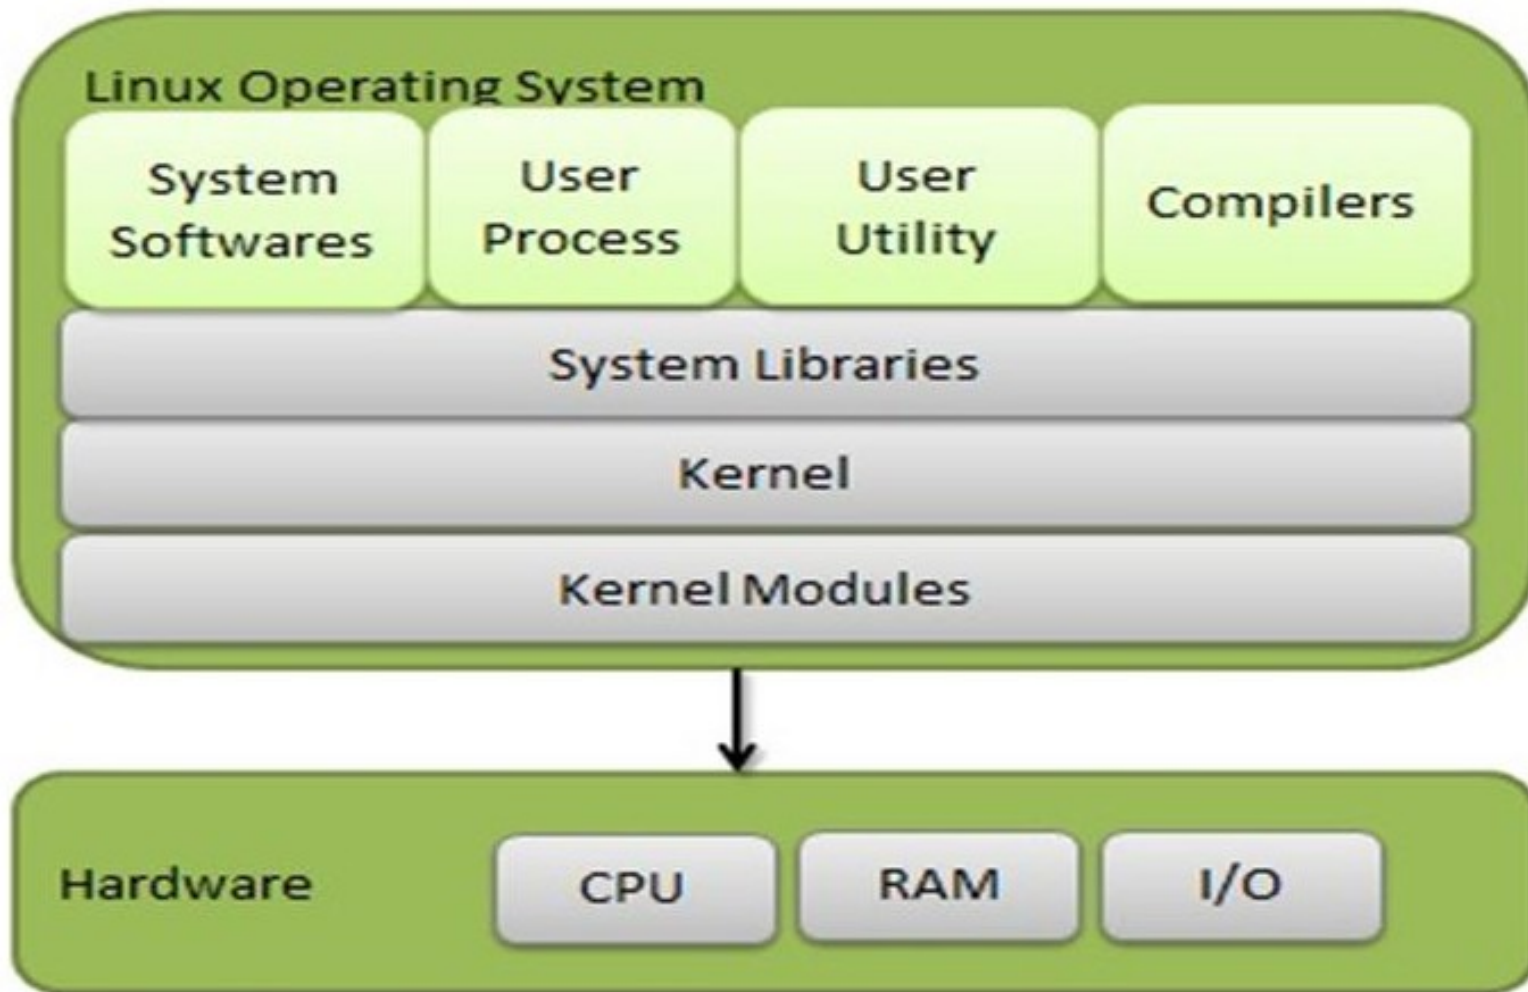 Linux Operating System
System
Softwares
User
Process
User
Utility
Compilers
System Libraries
Kernel
Kernel Modules
Hardware
CPU
RAM
I/O